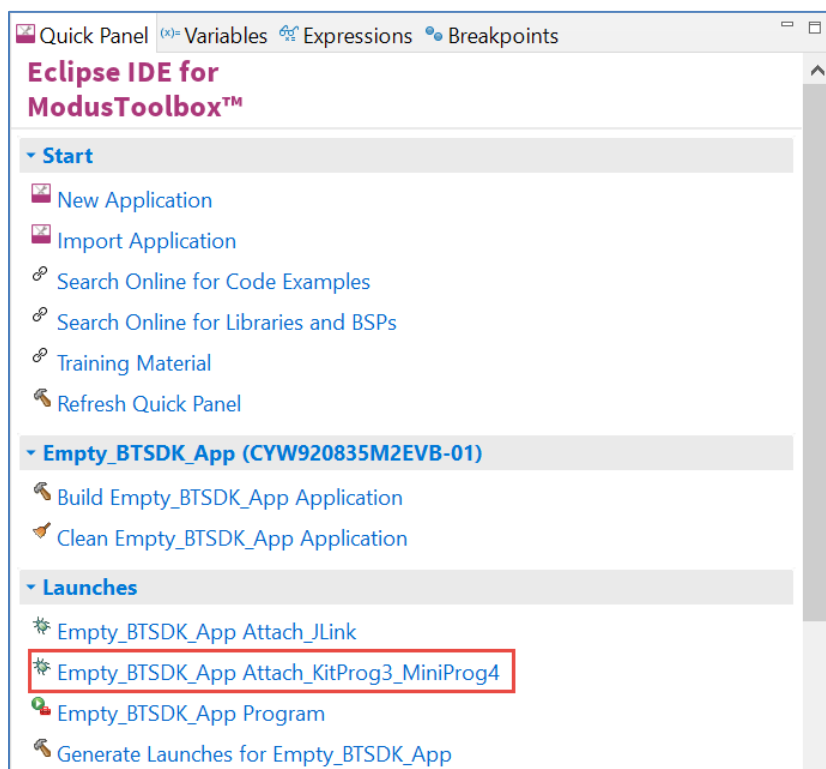 Quick Panel (x)= Variables Expressions Breakpoints
Eclipse IDE for
ModusToolbox™
Start
New Application
Import Application
Search Online for Code Examples
Search Online for Libraries and BSPs
Training Material
Refresh Quick Panel
Empty_BTSDK_App (CYW920835M2EVB-01)
Build Empty_BTSDK_App Application
Clean Empty_BTSDK_App Application
Launches
Empty_BTSDK_App Attach_JLink
Empty_BTSDK_App Attach_KitProg3_MiniProg4
Empty_BTSDK_App Program
Generate Launches for Empty_BTSDK_App